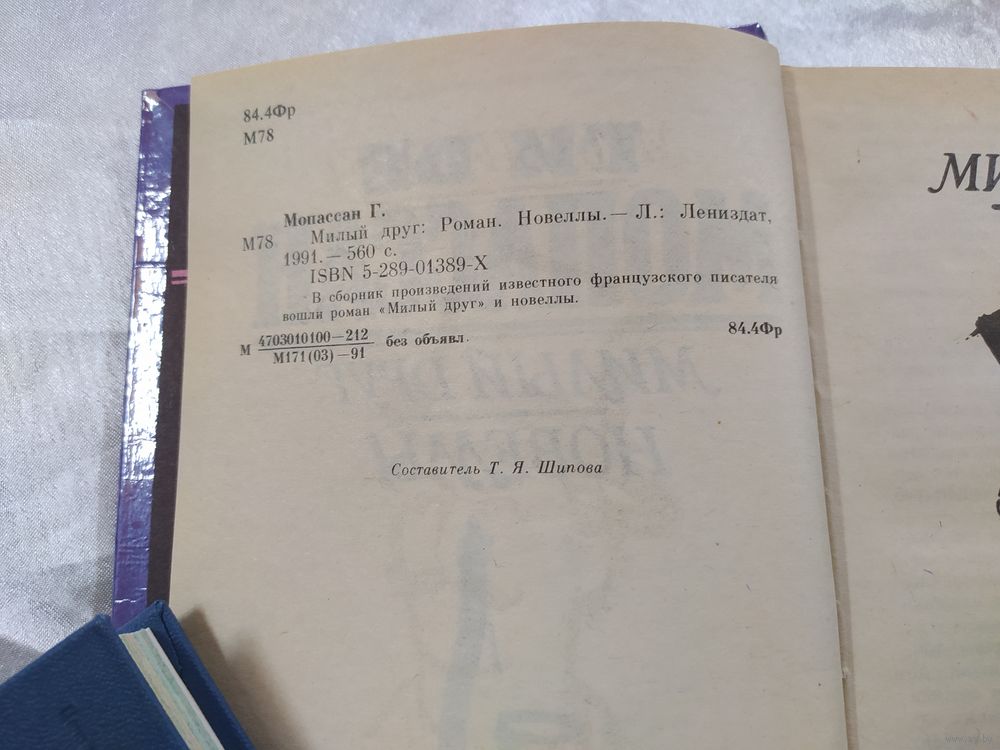 84.4Фр
М78
Мопассан Г.
М78 Милый друг: Роман. Новеллы.— Л.: Лениздат,
1991.— 560 с.
ISBN 5-289-01389-X
В сборник произведений известного французского писателя
вошли роман «Милый друг» и новеллы.
М 4703010100—212 без объявл.
М171(03)—91
84.4Фр
Составитель Т. Я. Шипова
МИ